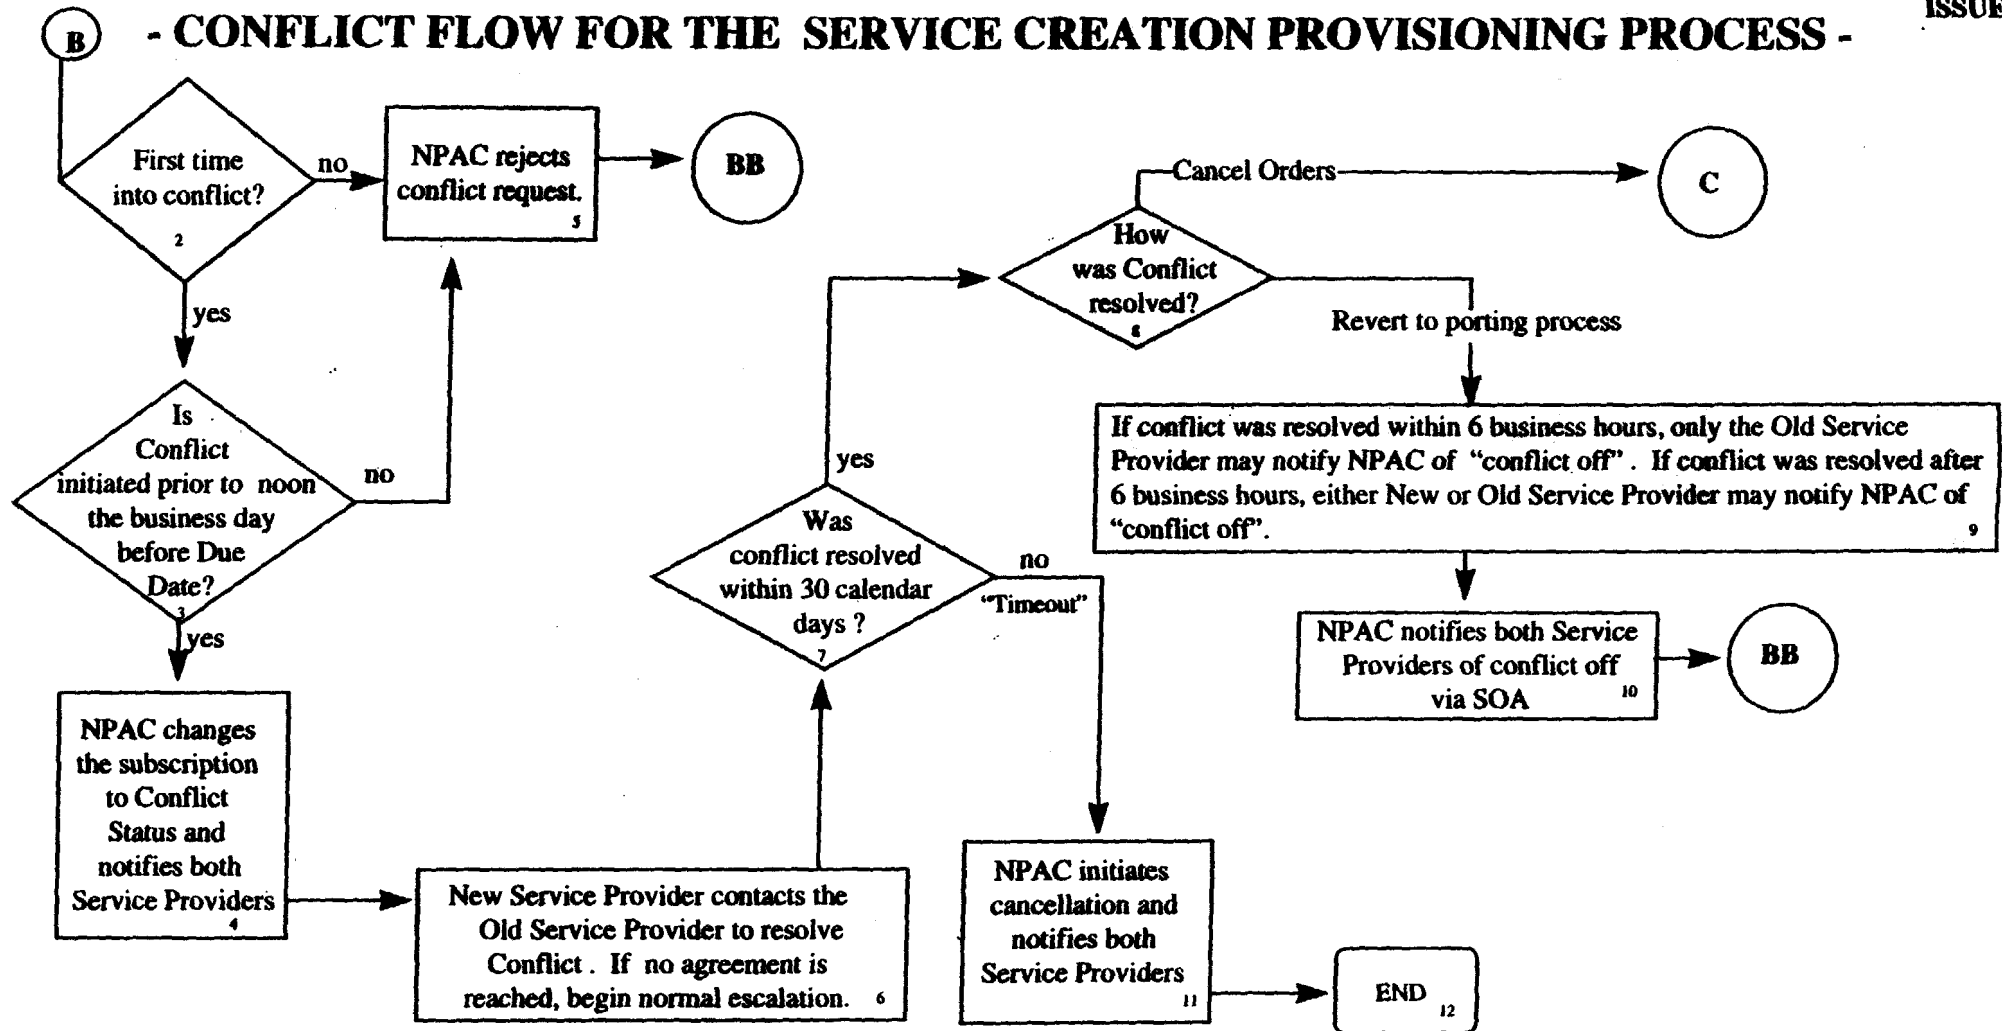 B
- CONFLICT FLOW FOR THE SERVICE CREATION PROVISIONING PROCESS -
ISSUE
First time
into conflict?
2
no
NPAC rejects
conflict request.
5
BB
yes
Is
Conflict
initiated prior to noon
the business day
before Due
Date?
3
no
yes
NPAC changes
the subscription
to Conflict
Status and
notifies both
Service Providers
4
New Service Provider contacts the
Old Service Provider to resolve
Conflict . If no agreement is
reached, begin normal escalation.
6
Was
conflict resolved
within 30 calendar
days ?
7
yes
no
“Timeout”
How
was Conflict
resolved?
8
Cancel Orders
C
Revert to porting process
If conflict was resolved within 6 business hours, only the Old Service
Provider may notify NPAC of “conflict off” . If conflict was resolved after
6 business hours, either New or Old Service Provider may notify NPAC of
“conflict off”.
9
NPAC notifies both Service
Providers of conflict off
via SOA
10
BB
NPAC initiates
cancellation and
notifies both
Service Providers
11
END
12